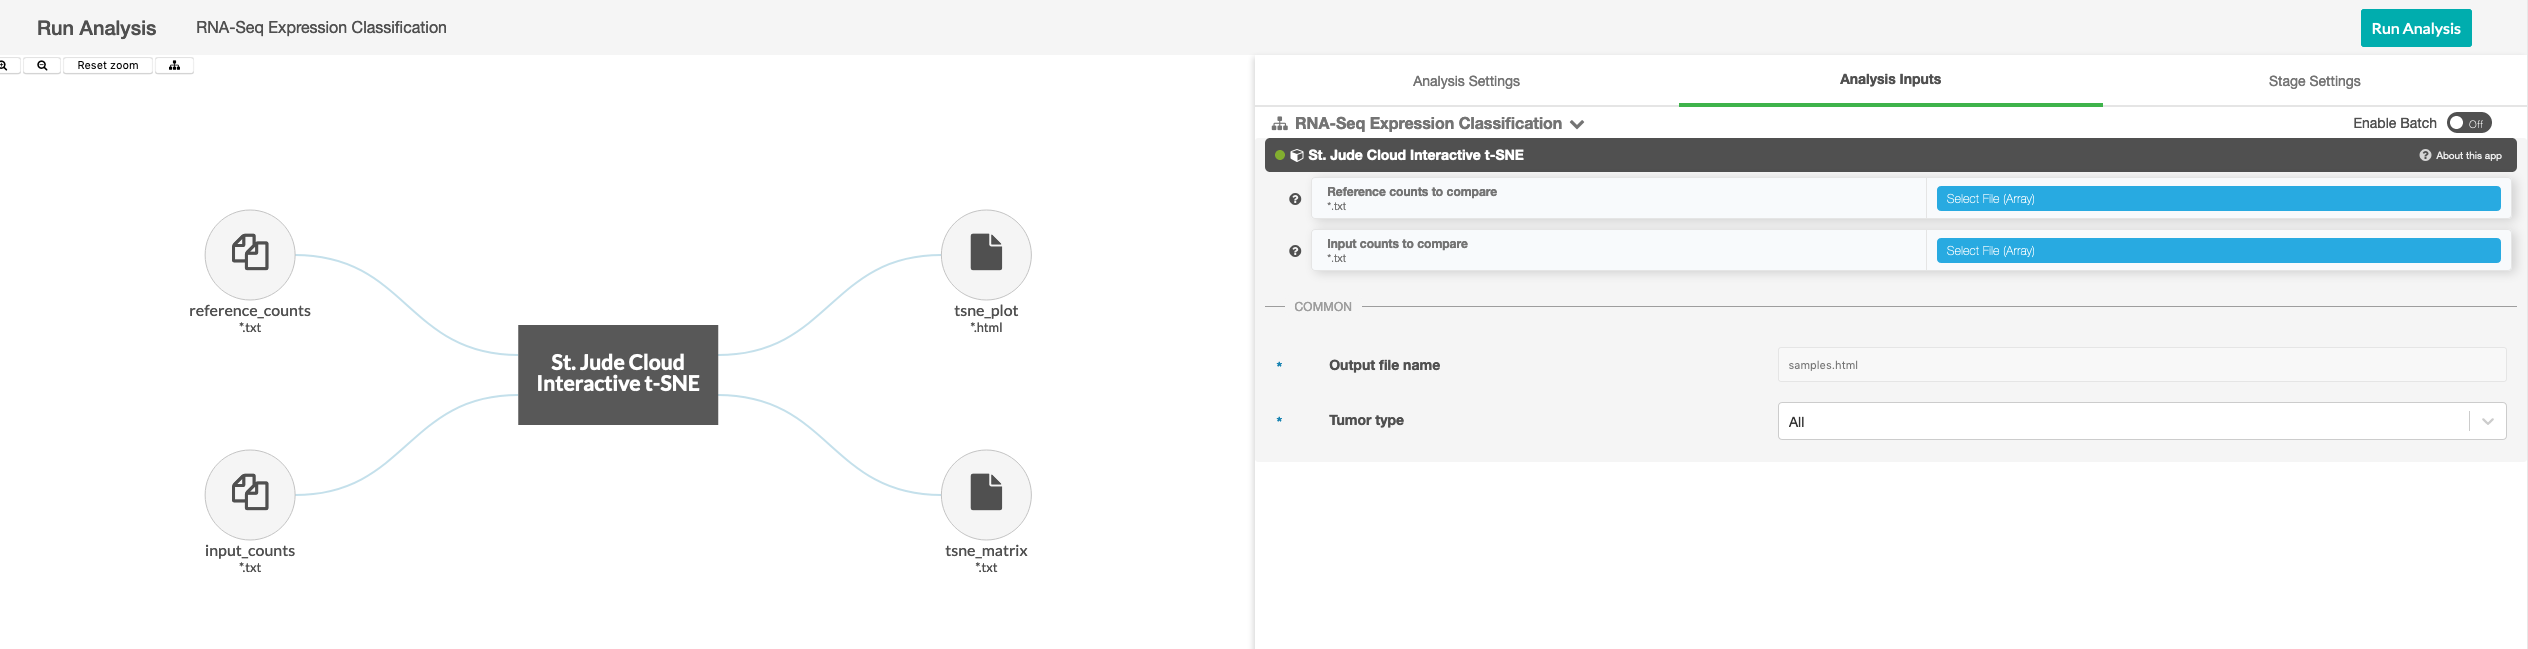 Run Analysis
RNA-Seq Expression Classification
Run Analysis
Reset zoom
reference_counts
*.txt
input_counts
*.txt
St. Jude Cloud
Interactive t-SNE
tsne_plot
*.html
tsne_matrix
*.txt
Analysis Settings
Analysis Inputs
Stage Settings
RNA-Seq Expression Classification
Enable Batch
Off
St. Jude Cloud Interactive t-SNE
About this app
Reference counts to compare
*.txt
Select File (Array)
Input counts to compare
*.txt
Select File (Array)
COMMON
* Output file name
samples.html
* Tumor type
All